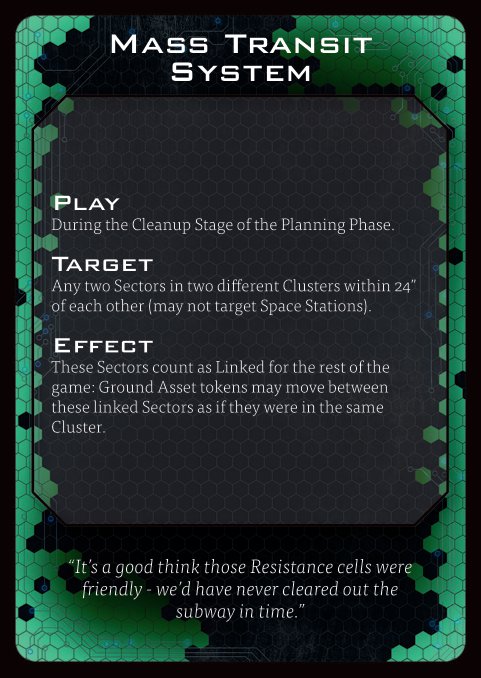 Mass Transit
System
Play
During the Cleanup Stage of the Planning Phase.
Target
Any two Sectors in two different Clusters within 24"
of each other (may not target Space Stations).
Effect
These Sectors count as Linked for the rest of the
game: Ground Asset tokens may move between
these linked Sectors as if they were in the same
Cluster.
“It’s a good think those Resistance cells were
friendly - we’d have never cleared out the
subway in time.”